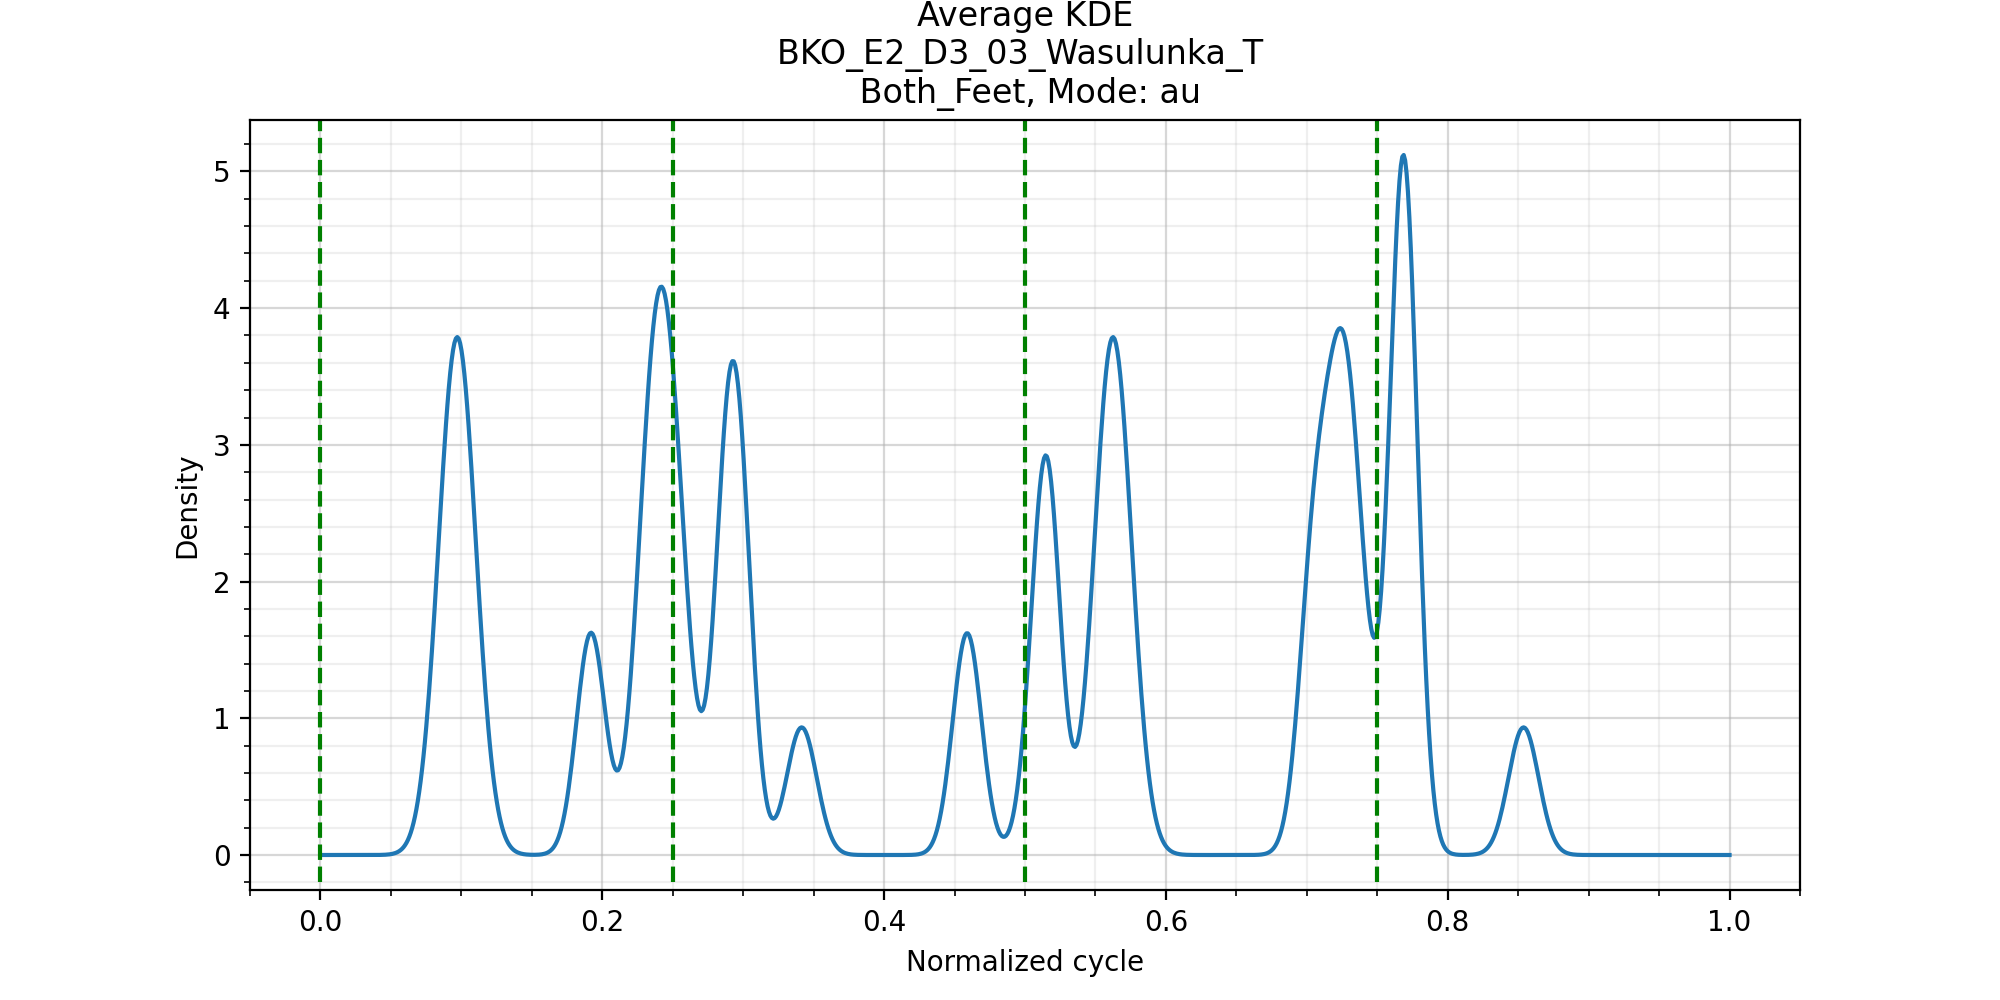 Average KDE
BKO_E2_D3_03_Wasulunka_T
Both_Feet, Mode: au
5
4
3
2
1
0
Density
0.0 0.2 0.4 0.6 0.8 1.0
Normalized cycle